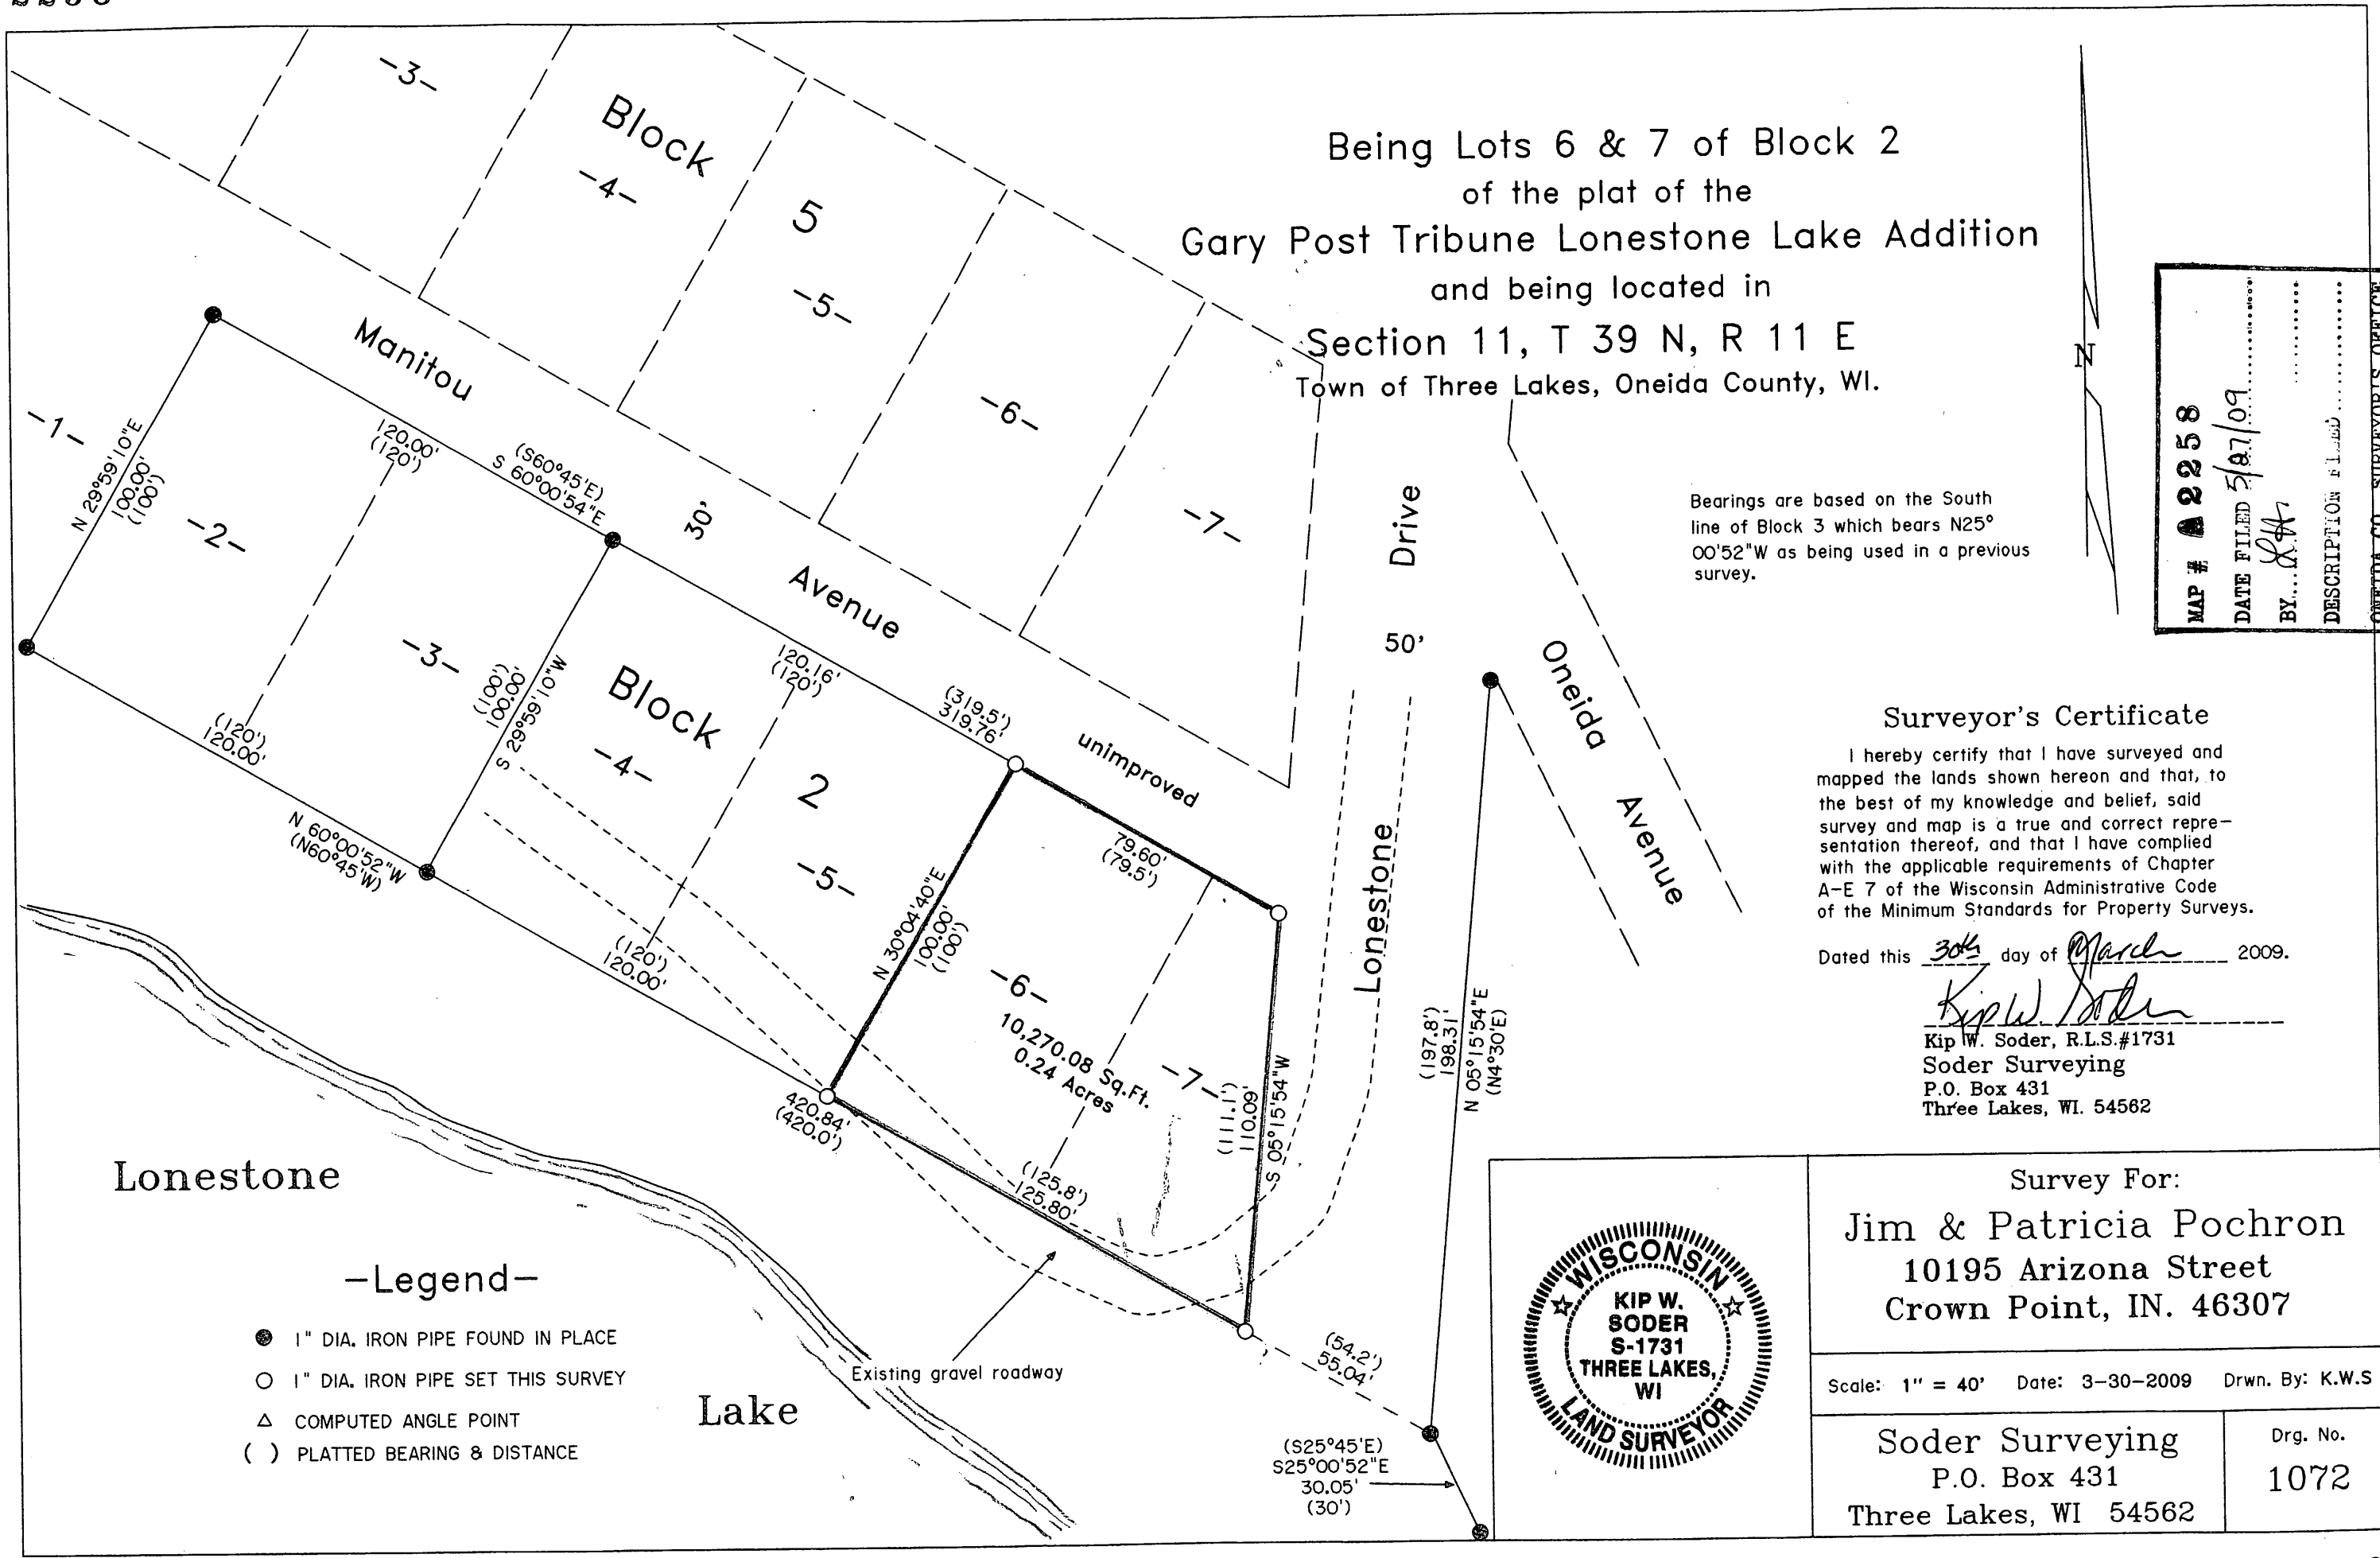 -3-
Block
-4-
5
-5-
-6-
-7-
Being Lots 6 & 7 of Block 2
of the plat of the
Gary Post Tribune Lonestone Lake Addition
and being located in
Section 11, T 39 N, R 11 E
Town of Three Lakes, Oneida County, WI.
N
MAP # A2258
DATE FILED 5/27/09
BY
DESCRIPTION FILED
ONEIDA CO. SURVEYOR'S OFFICE
Bearings are based on the South
line of Block 3 which bears N25°
00'52"W as being used in a previous
survey.
Manitou
30'
Avenue
unimproved
Drive
50'
Lonestone
Oneida
Avenue
-1-
N 29°59'10"E
100.00'
(100')
-2-
120.00'
(120')
(S60°45'E)
S 60°00'54"E
-3-
(100')
100.00'
S 29°59'10"W
(120')
120.00'
N 60°00'52"W
(N60°45'W)
Block
-4-
2
-5-
120.16'
(120')
(319.5')
319.76'
(120')
120.00'
N 30°04'40"E
100.00'
(100')
79.60'
(79.5')
-6-
10,270.08 Sq.Ft.
0.24 Acres
-7-
(111.1')
110.09
S 05°15'54"W
420.84'
(420.0')
(125.8')
125.80'
(197.8')
198.31'
N 05°15'54"E
(N4°30'E)
(54.2')
55.04'
(S25°45'E)
S25°00'52"E
30.05'
(30')
Existing gravel roadway
Lonestone
Lake
-Legend-
1" DIA. IRON PIPE FOUND IN PLACE
1" DIA. IRON PIPE SET THIS SURVEY
COMPUTED ANGLE POINT
( ) PLATTED BEARING & DISTANCE
Surveyor's Certificate
I hereby certify that I have surveyed and
mapped the lands shown hereon and that, to
the best of my knowledge and belief, said
survey and map is a true and correct repre-
sentation thereof, and that I have complied
with the applicable requirements of Chapter
A-E 7 of the Wisconsin Administrative Code
of the Minimum Standards for Property Surveys.
Dated this 30th day of March 2009.
Kip W. Soder
Kip W. Soder, R.L.S.#1731
Soder Surveying
P.O. Box 431
Three Lakes, WI. 54562
WISCONSIN
KIP W.
SODER
S-1731
THREE LAKES,
WI
LAND SURVEYOR
Survey For:
Jim & Patricia Pochron
10195 Arizona Street
Crown Point, IN. 46307
Scale: 1" = 40' Date: 3-30-2009 Drwn. By: K.W.S
Soder Surveying
P.O. Box 431
Three Lakes, WI 54562
Drg. No.
1072